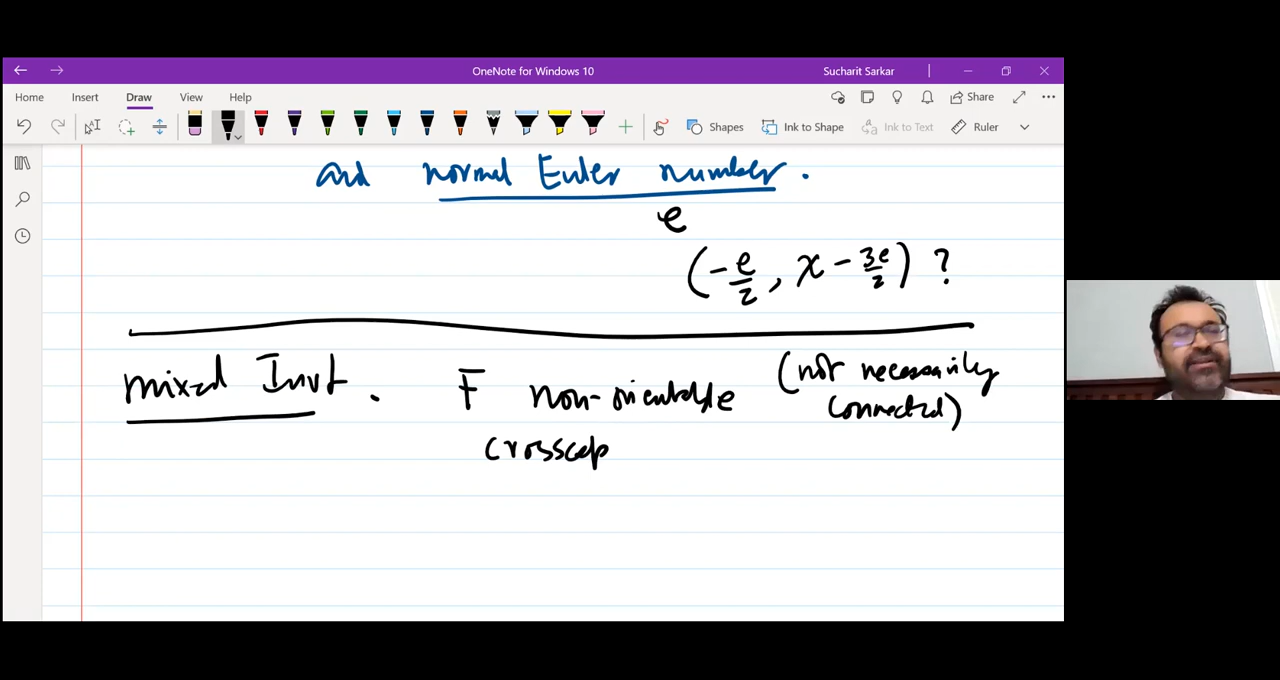 OneNote for Windows 10
Sucharit Sarkar
Home Insert Draw View Help
Share
Shapes
Ink to Shape
Ink to Text
Ruler
and normal Euler number.
e
(-e/2, χ - 3e/2) ?
mixed Invt. F non-orientable (not necessarily
connected)
crosscap